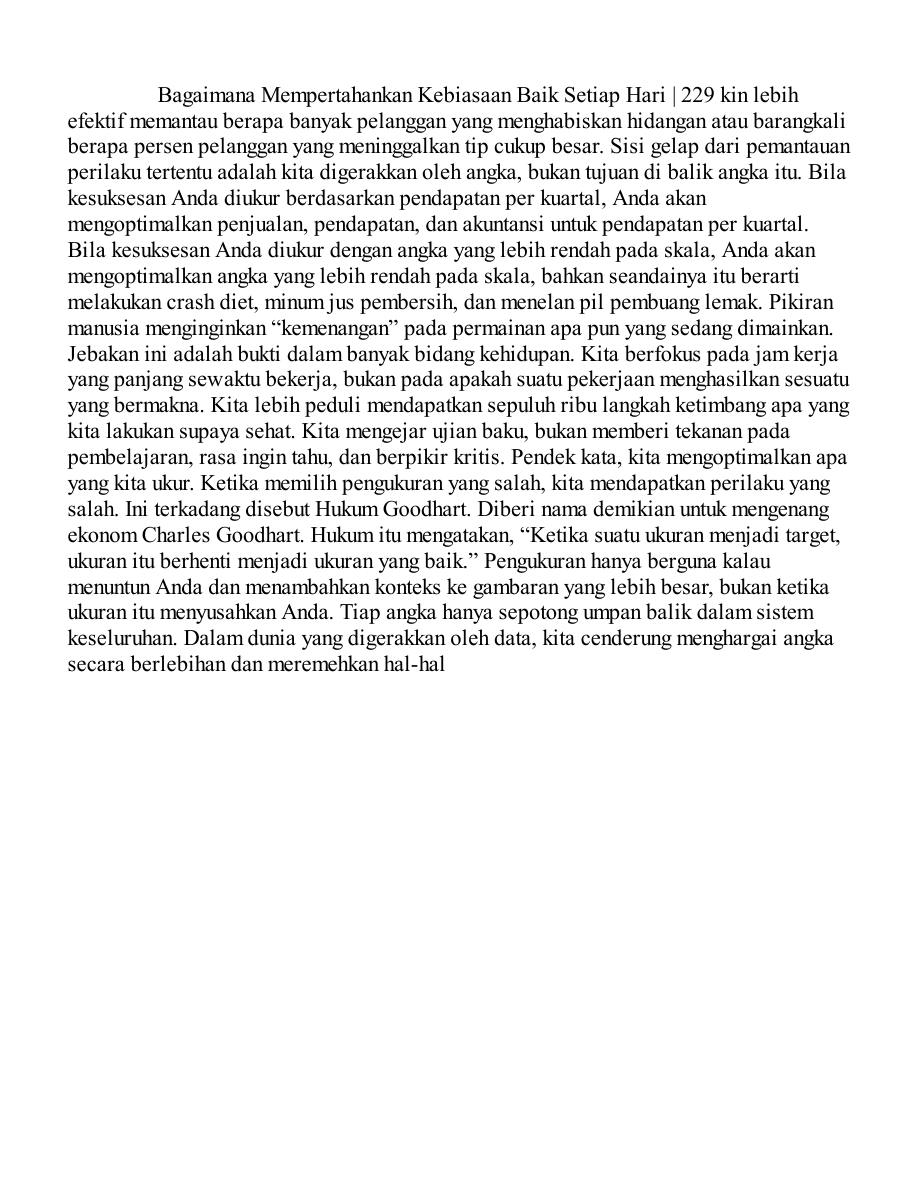 Bagaimana Mempertahankan Kebiasaan Baik Setiap Hari | 229 kin lebih
efektif memantau berapa banyak pelanggan yang menghabiskan hidangan atau barangkali
berapa persen pelanggan yang meninggalkan tip cukup besar. Sisi gelap dari pemantauan
perilaku tertentu adalah kita digerakkan oleh angka, bukan tujuan di balik angka itu. Bila
kesuksesan Anda diukur berdasarkan pendapatan per kuartal, Anda akan
mengoptimalkan penjualan, pendapatan, dan akuntansi untuk pendapatan per kuartal.
Bila kesuksesan Anda diukur dengan angka yang lebih rendah pada skala, Anda akan
mengoptimalkan angka yang lebih rendah pada skala, bahkan seandainya itu berarti
melakukan crash diet, minum jus pembersih, dan menelan pil pembuang lemak. Pikiran
manusia menginginkan “kemenangan” pada permainan apa pun yang sedang dimainkan.
Jebakan ini adalah bukti dalam banyak bidang kehidupan. Kita berfokus pada jam kerja
yang panjang sewaktu bekerja, bukan pada apakah suatu pekerjaan menghasilkan sesuatu
yang bermakna. Kita lebih peduli mendapatkan sepuluh ribu langkah ketimbang apa yang
kita lakukan supaya sehat. Kita mengejar ujian baku, bukan memberi tekanan pada
pembelajaran, rasa ingin tahu, dan berpikir kritis. Pendek kata, kita mengoptimalkan apa
yang kita ukur. Ketika memilih pengukuran yang salah, kita mendapatkan perilaku yang
salah. Ini terkadang disebut Hukum Goodhart. Diberi nama demikian untuk mengenang
ekonom Charles Goodhart. Hukum itu mengatakan, “Ketika suatu ukuran menjadi target,
ukuran itu berhenti menjadi ukuran yang baik.” Pengukuran hanya berguna kalau
menuntun Anda dan menambahkan konteks ke gambaran yang lebih besar, bukan ketika
ukuran itu menyusahkan Anda. Tiap angka hanya sepotong umpan balik dalam sistem
keseluruhan. Dalam dunia yang digerakkan oleh data, kita cenderung menghargai angka
secara berlebihan dan meremehkan hal-hal